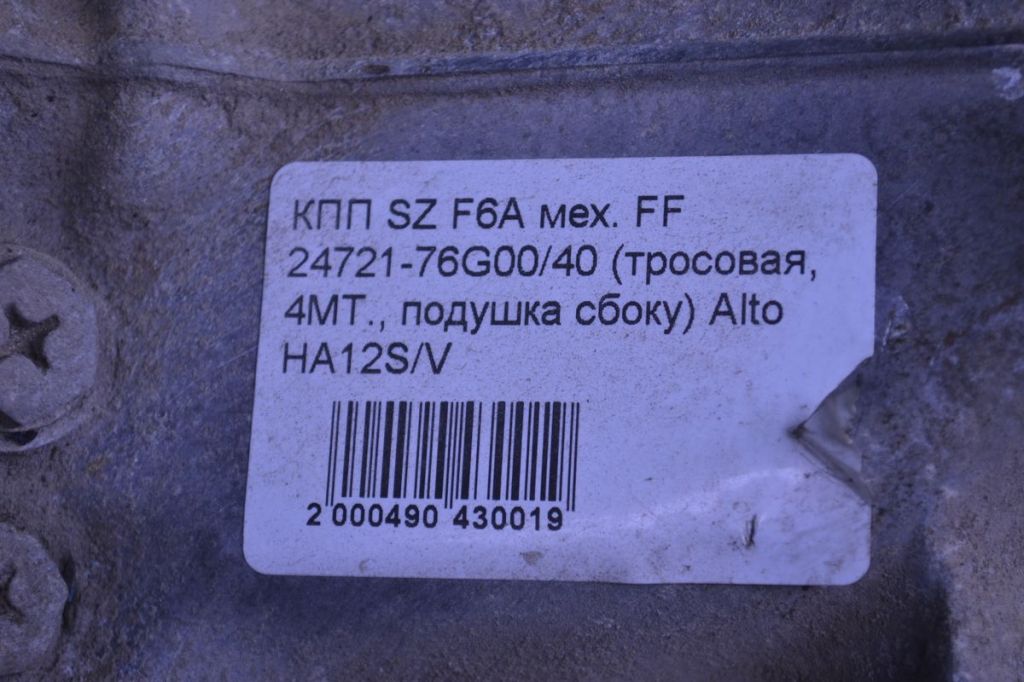 КПП SZ F6A мех. FF
24721-76G00/40 (тросовая,
4МТ., подушка сбоку) Alto
HA12S/V
2 000490 430019